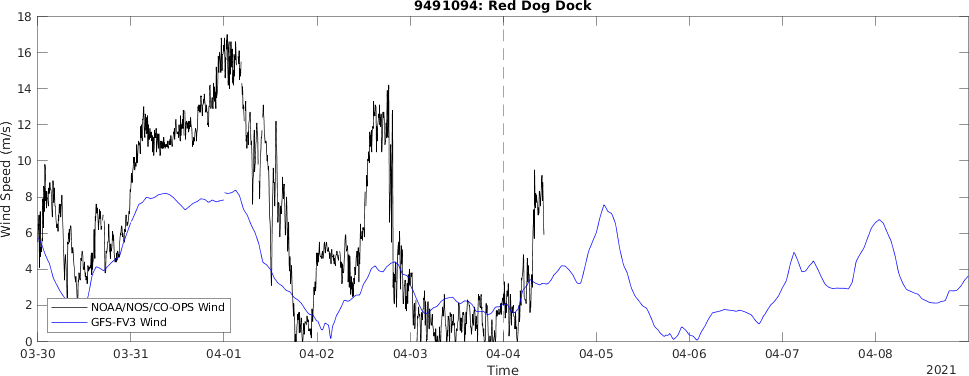 9491094: Red Dog Dock
18
16
14
12
10
8
6
4
2
0
Wind Speed (m/s)
NOAA/NOS/CO-OPS Wind
GFS-FV3 Wind
03-30 03-31 04-01 04-02 04-03 04-04 04-05 04-06 04-07 04-08
Time
2021